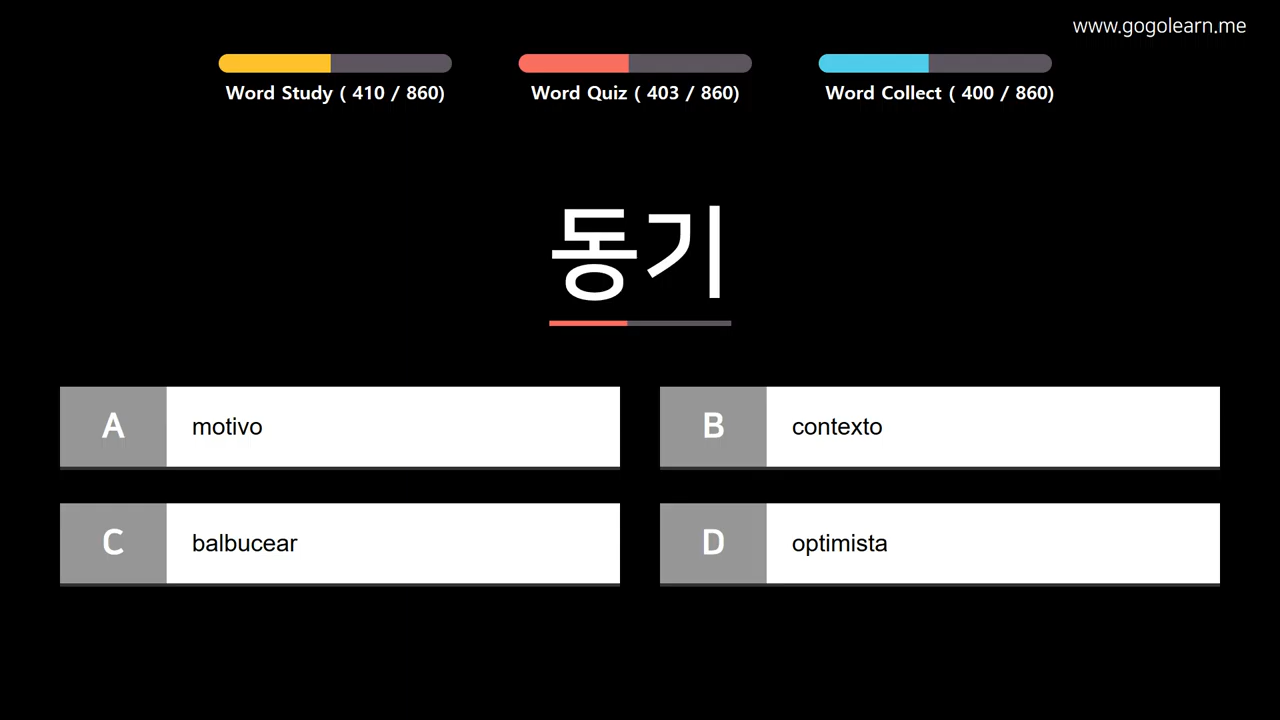 www.gogolearn.me
Word Study ( 410 / 860)
Word Quiz ( 403 / 860)
Word Collect ( 400 / 860)
동기
A motivo
B contexto
C balbucear
D optimista